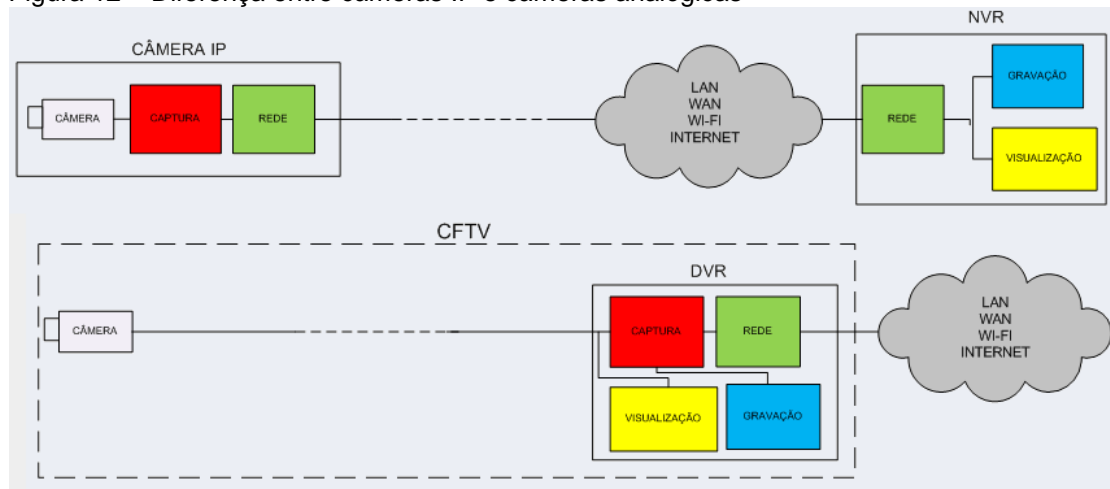 Figura 12 – Diferença entre câmeras IP e câmeras analógicas
NVR
CÂMERA IP
CÂMERA
CAPTURA
REDE
LAN
WAN
WI-FI
INTERNET
REDE
GRAVAÇÃO
VISUALIZAÇÃO
CFTV
DVR
CÂMERA
CAPTURA
REDE
VISUALIZAÇÃO
GRAVAÇÃO
LAN
WAN
WI-FI
INTERNET